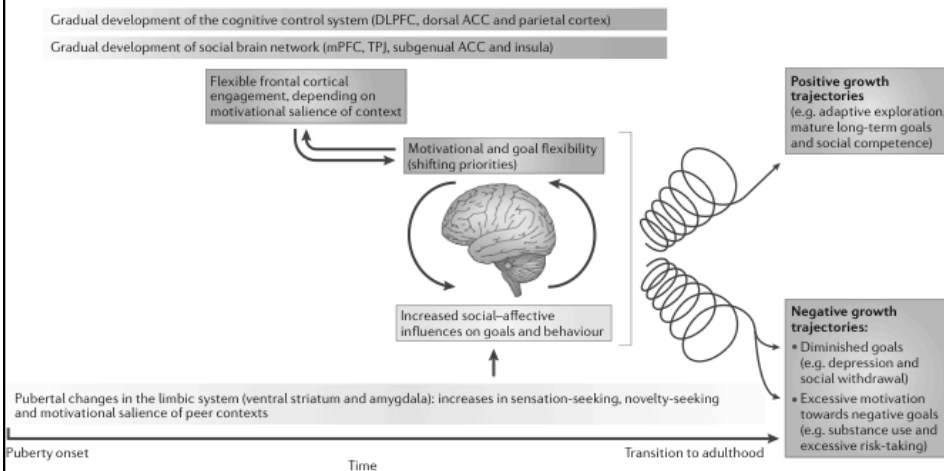 Gradual development of the cognitive control system (DLPFC, dorsal ACC and parietal cortex)
Gradual development of social brain network (mPFC, TPJ, subgenual ACC and insula)
Flexible frontal cortical
engagement, depending on
motivational salience of context
Motivational and goal flexibility
(shifting priorities)
Increased social–affective
influences on goals and behaviour
Positive growth
trajectories
(e.g. adaptive exploration,
mature long-term goals
and social competence)
Negative growth
trajectories:
• Diminished goals
(e.g. depression and
social withdrawal)
• Excessive motivation
towards negative goals
(e.g. substance use and
excessive risk-taking)
Pubertal changes in the limbic system (ventral striatum and amygdala): increases in sensation-seeking, novelty-seeking
and motivational salience of peer contexts
Puberty onset
Time
Transition to adulthood